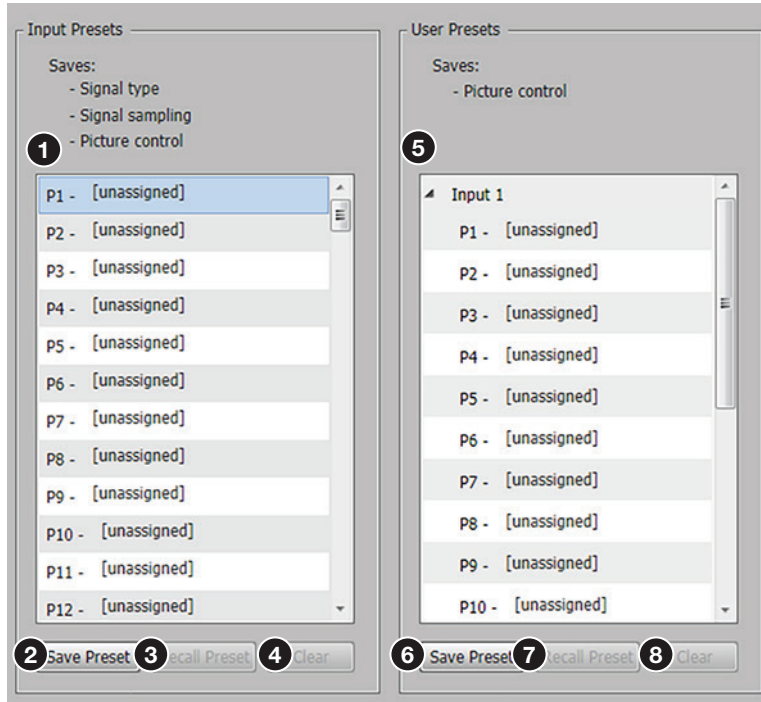 Input Presets
Saves:
- Signal type
- Signal sampling
- Picture control
1
P1 - [unassigned]
P2 - [unassigned]
P3 - [unassigned]
P4 - [unassigned]
P5 - [unassigned]
P6 - [unassigned]
P7 - [unassigned]
P8 - [unassigned]
P9 - [unassigned]
P10 - [unassigned]
P11 - [unassigned]
P12 - [unassigned]
2 Save Preset 3 Recall Preset 4 Clear
User Presets
Saves:
- Picture control
5
Input 1
P1 - [unassigned]
P2 - [unassigned]
P3 - [unassigned]
P4 - [unassigned]
P5 - [unassigned]
P6 - [unassigned]
P7 - [unassigned]
P8 - [unassigned]
P9 - [unassigned]
P10 - [unassigned]
6 Save Preset 7 Recall Preset 8 Clear